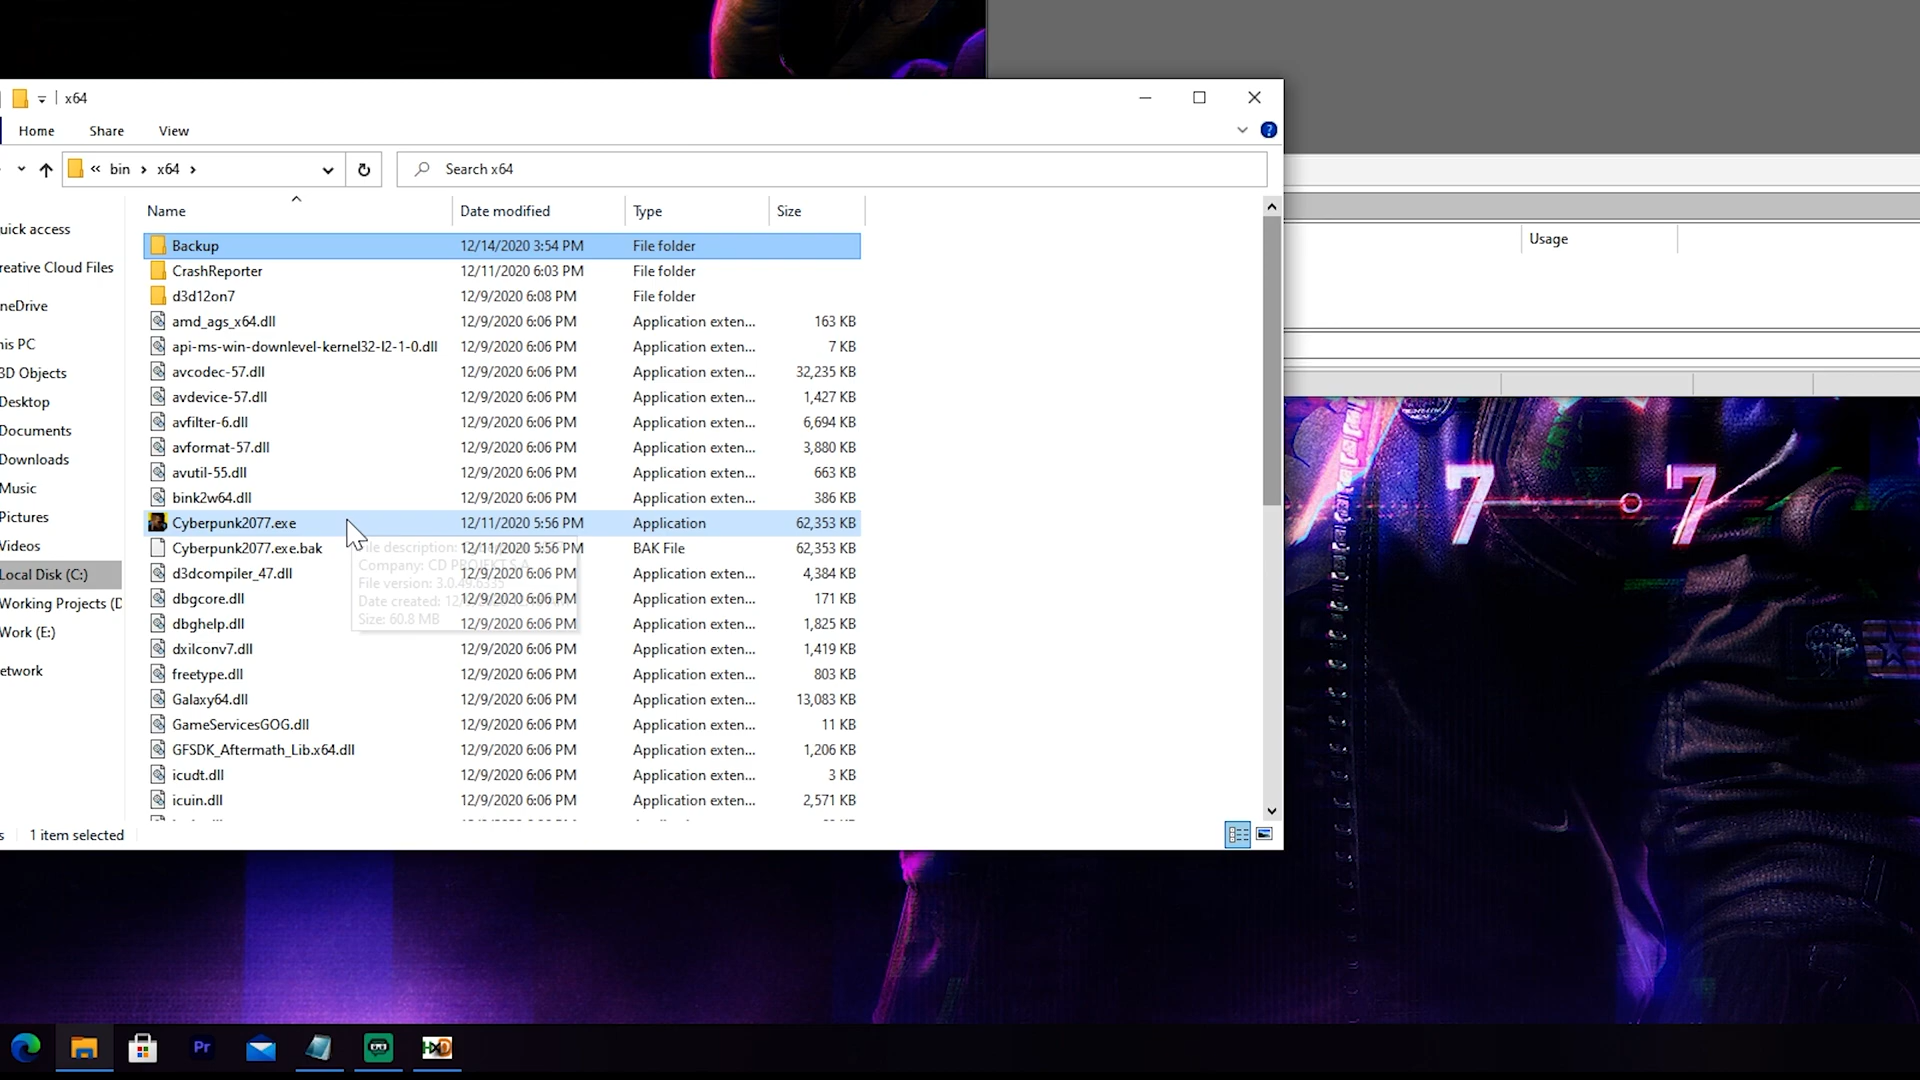 x64
Home Share View
« bin › x64 › Search x64
Name Date modified Type Size
uick access
reative Cloud Files
neDrive
his PC
3D Objects
Desktop
Documents
Downloads
Music
Pictures
Videos
Local Disk (C:)
Working Projects (D
Work (E:)
etwork
Backup 12/14/2020 3:54 PM File folder
CrashReporter 12/11/2020 6:03 PM File folder
d3d12on7 12/9/2020 6:08 PM File folder
amd_ags_x64.dll 12/9/2020 6:06 PM Application exten... 163 KB
api-ms-win-downlevel-kernel32-l2-1-0.dll 12/9/2020 6:06 PM Application exten... 7 KB
avcodec-57.dll 12/9/2020 6:06 PM Application exten... 32,235 KB
avdevice-57.dll 12/9/2020 6:06 PM Application exten... 1,427 KB
avfilter-6.dll 12/9/2020 6:06 PM Application exten... 6,694 KB
avformat-57.dll 12/9/2020 6:06 PM Application exten... 3,880 KB
avutil-55.dll 12/9/2020 6:06 PM Application exten... 663 KB
bink2w64.dll 12/9/2020 6:06 PM Application exten... 386 KB
Cyberpunk2077.exe 12/11/2020 5:56 PM Application 62,353 KB
Cyberpunk2077.exe.bak 12/11/2020 5:56 PM BAK File 62,353 KB
d3dcompiler_47.dll 12/9/2020 6:06 PM Application exten... 4,384 KB
dbgcore.dll 12/9/2020 6:06 PM Application exten... 171 KB
dbghelp.dll 12/9/2020 6:06 PM Application exten... 1,825 KB
dxilconv7.dll 12/9/2020 6:06 PM Application exten... 1,419 KB
freetype.dll 12/9/2020 6:06 PM Application exten... 803 KB
Galaxy64.dll 12/9/2020 6:06 PM Application exten... 13,083 KB
GameServicesGOG.dll 12/9/2020 6:06 PM Application exten... 11 KB
GFSDK_Aftermath_Lib.x64.dll 12/9/2020 6:06 PM Application exten... 1,206 KB
icudt.dll 12/9/2020 6:06 PM Application exten... 3 KB
icuin.dll 12/9/2020 6:06 PM Application exten... 2,571 KB
ile description:
Company: CD PROJEKT S.A.
File version: 3.0.49.6335
Date created: 12/
Size: 60.8 MB
s 1 item selected
Usage
7 7
Pr
HxD